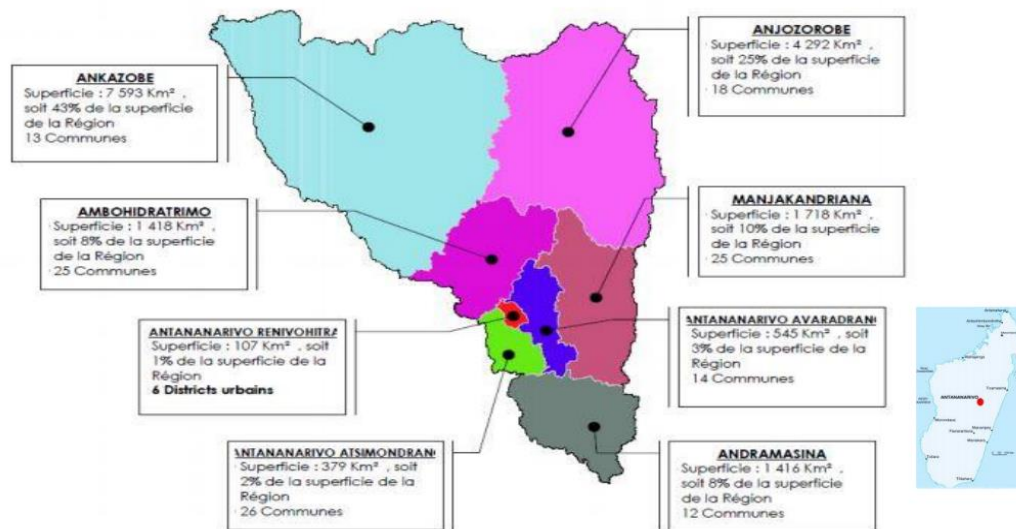 ANJOZOROBE
Superficie : 4 292 Km² ,
soit 25% de la superficie
de la Région
18 Communes
ANKAZOBE
Superficie : 7 593 Km² ,
soit 43% de la superficie
de la Région
13 Communes
AMBOHIDRATRIMO
Superficie : 1 418 Km² ,
soit 8% de la superficie
de la Région
25 Communes
MANJAKANDRIANA
Superficie : 1 718 Km² ,
soit 10% de la superficie
de la Région
25 Communes
ANTANANARIVO RENIVOHITRA
Superficie : 107 Km² , soit
1% de la superficie de la
Région
6 Districts urbains
ANTANANARIVO AVARADRANO
Superficie : 545 Km² , soit
3% de la superficie de la
Région
14 Communes
ANTANANARIVO ATSIMONDRANO
Superficie : 379 Km² , soit
2% de la superficie de la
Région
26 Communes
ANDRAMASINA
Superficie : 1 416 Km² ,
soit 8% de la superficie
de la Région
12 Communes
ANTANANARIVO